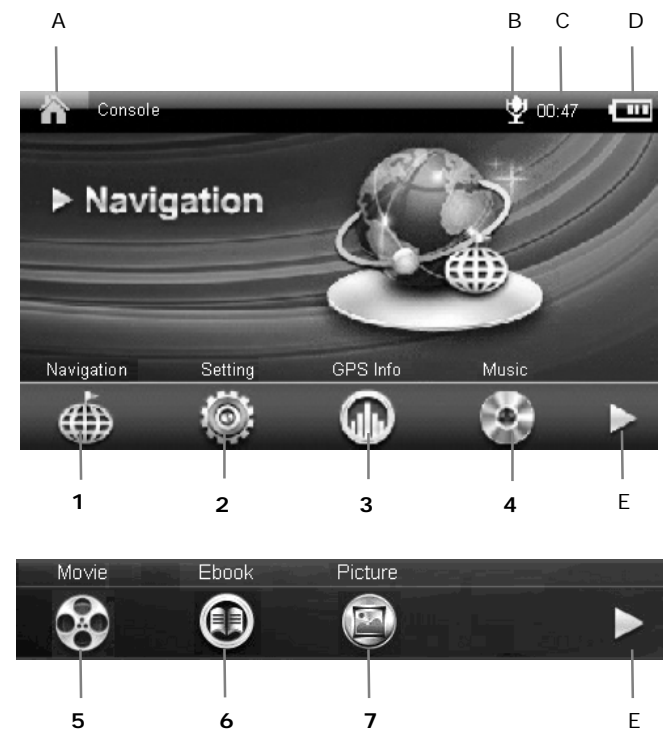 A B C D
Console 00:47
Navigation
Navigation Setting GPS Info Music
1 2 3 4 E
Movie Ebook Picture
5 6 7 E